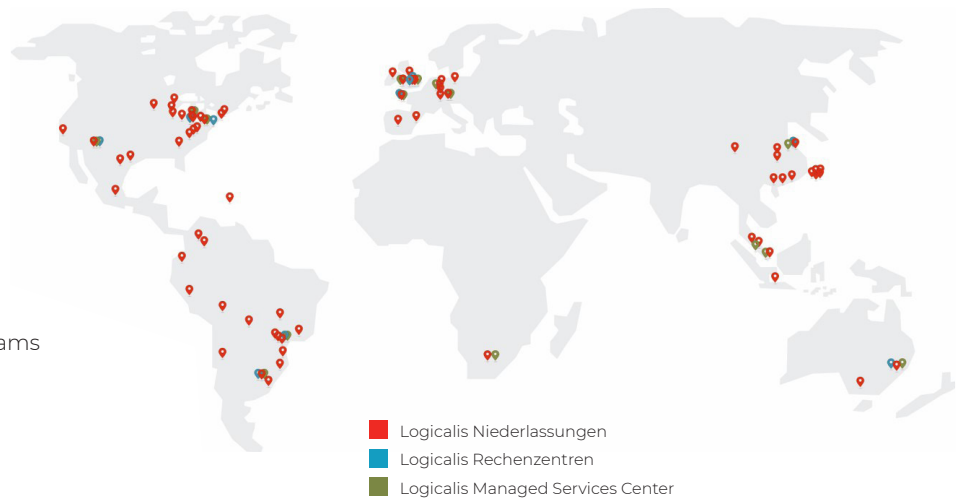 ams
Logicalis Niederlassungen
Logicalis Rechenzentren
Logicalis Managed Services Center